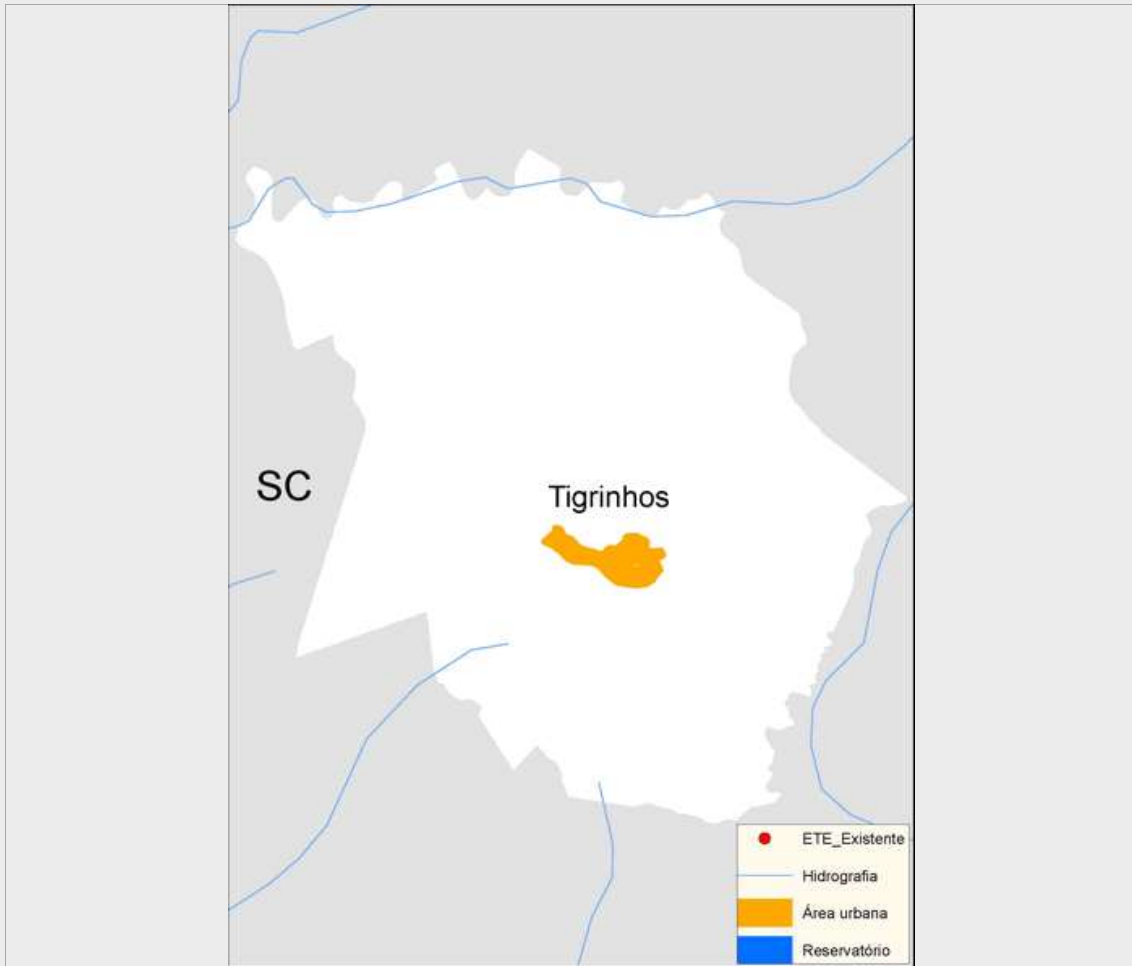 SC
Tigrinhos
ETE_Existente
Hidrografia
Área urbana
Reservatório